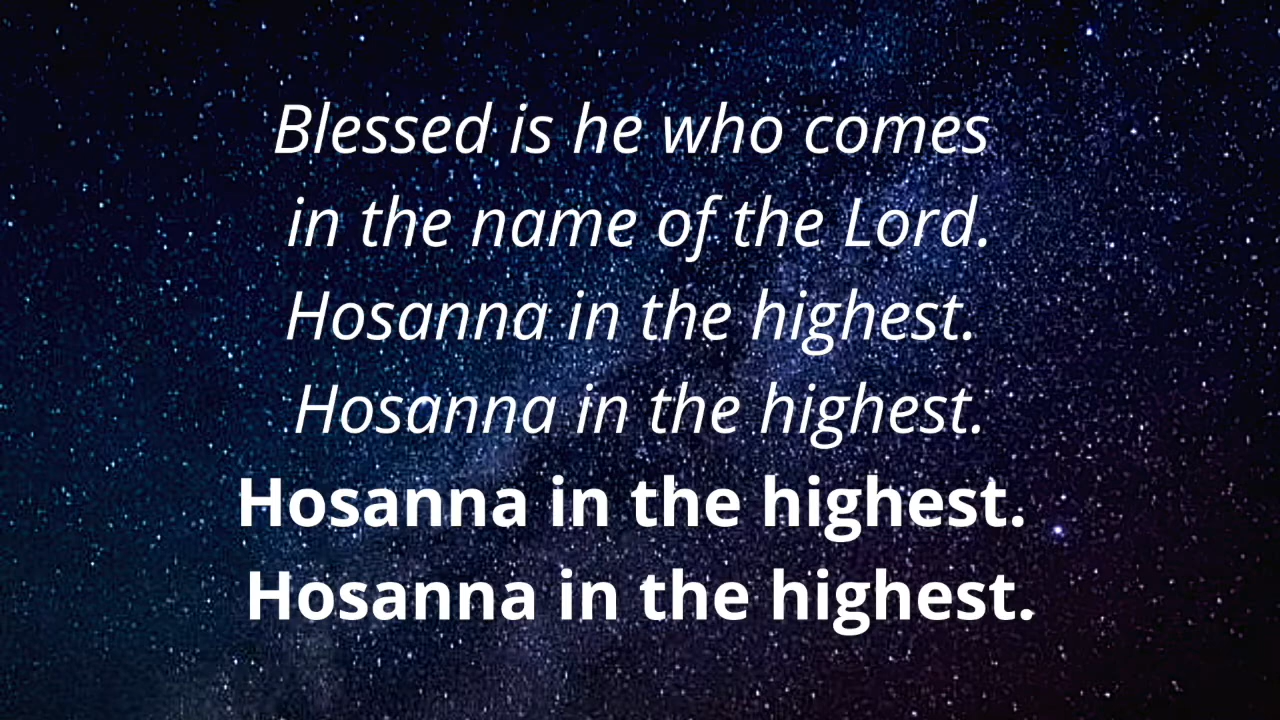 Blessed is he who comes
in the name of the Lord.
Hosanna in the highest.
Hosanna in the highest.
Hosanna in the highest.
Hosanna in the highest.